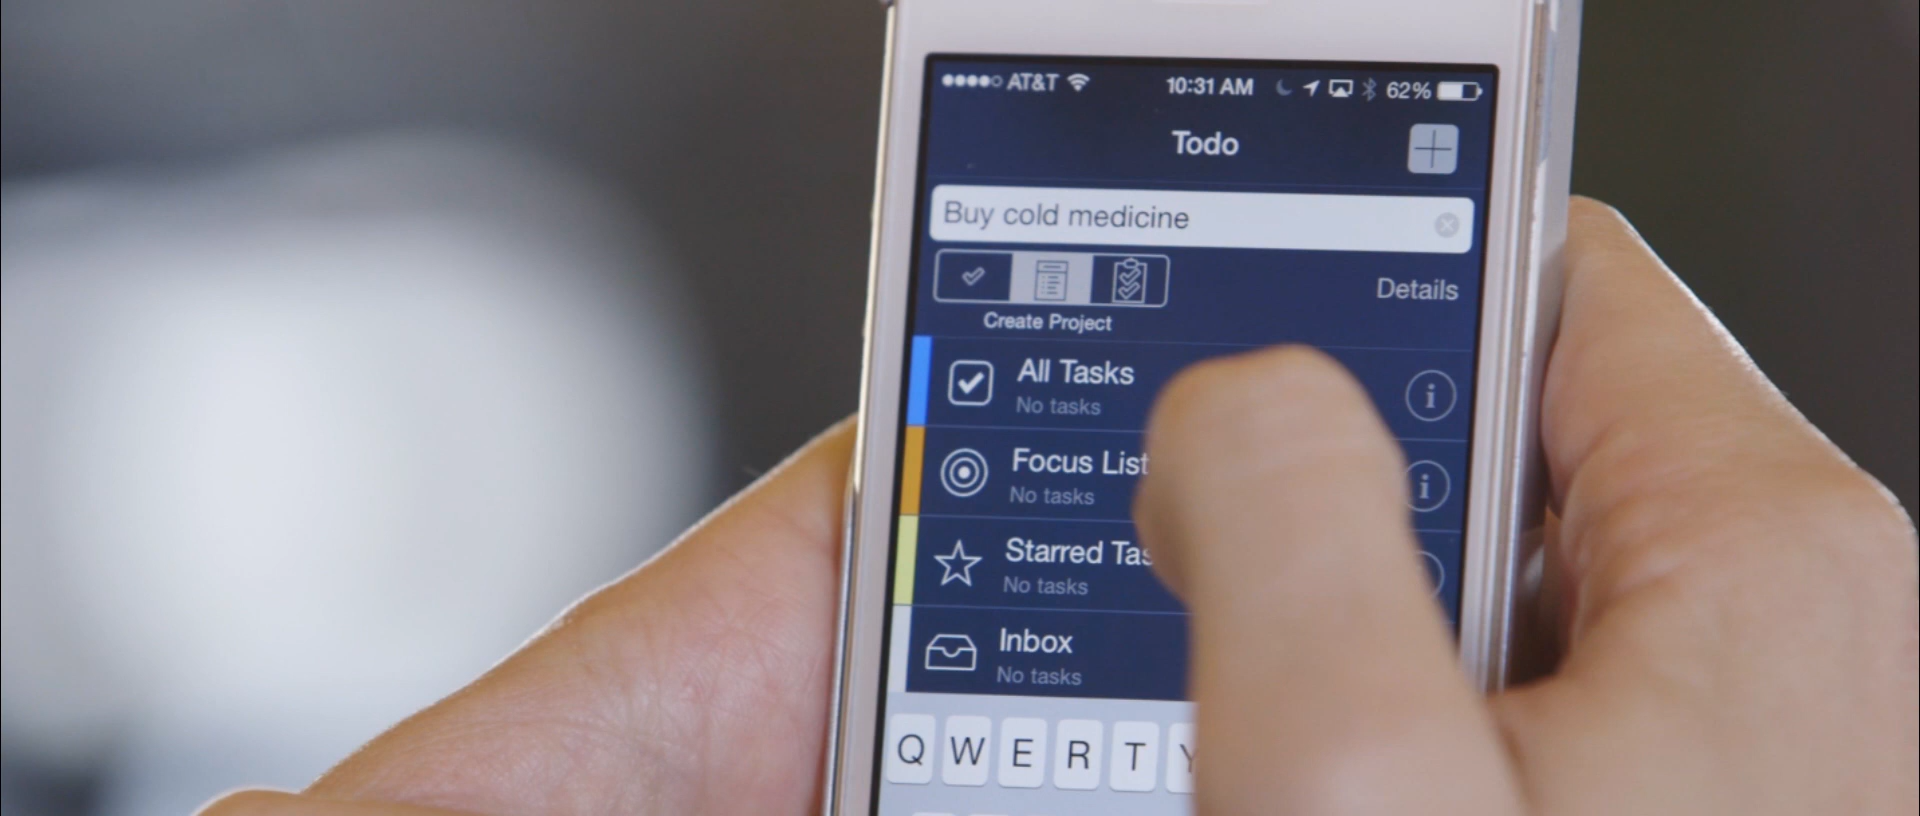 AT&T 10:31 AM 62%
Todo
Buy cold medicine
Details
Create Project
All Tasks
No tasks
Focus List
No tasks
Starred Tas
No tasks
Inbox
No tasks
Q W E R T Y